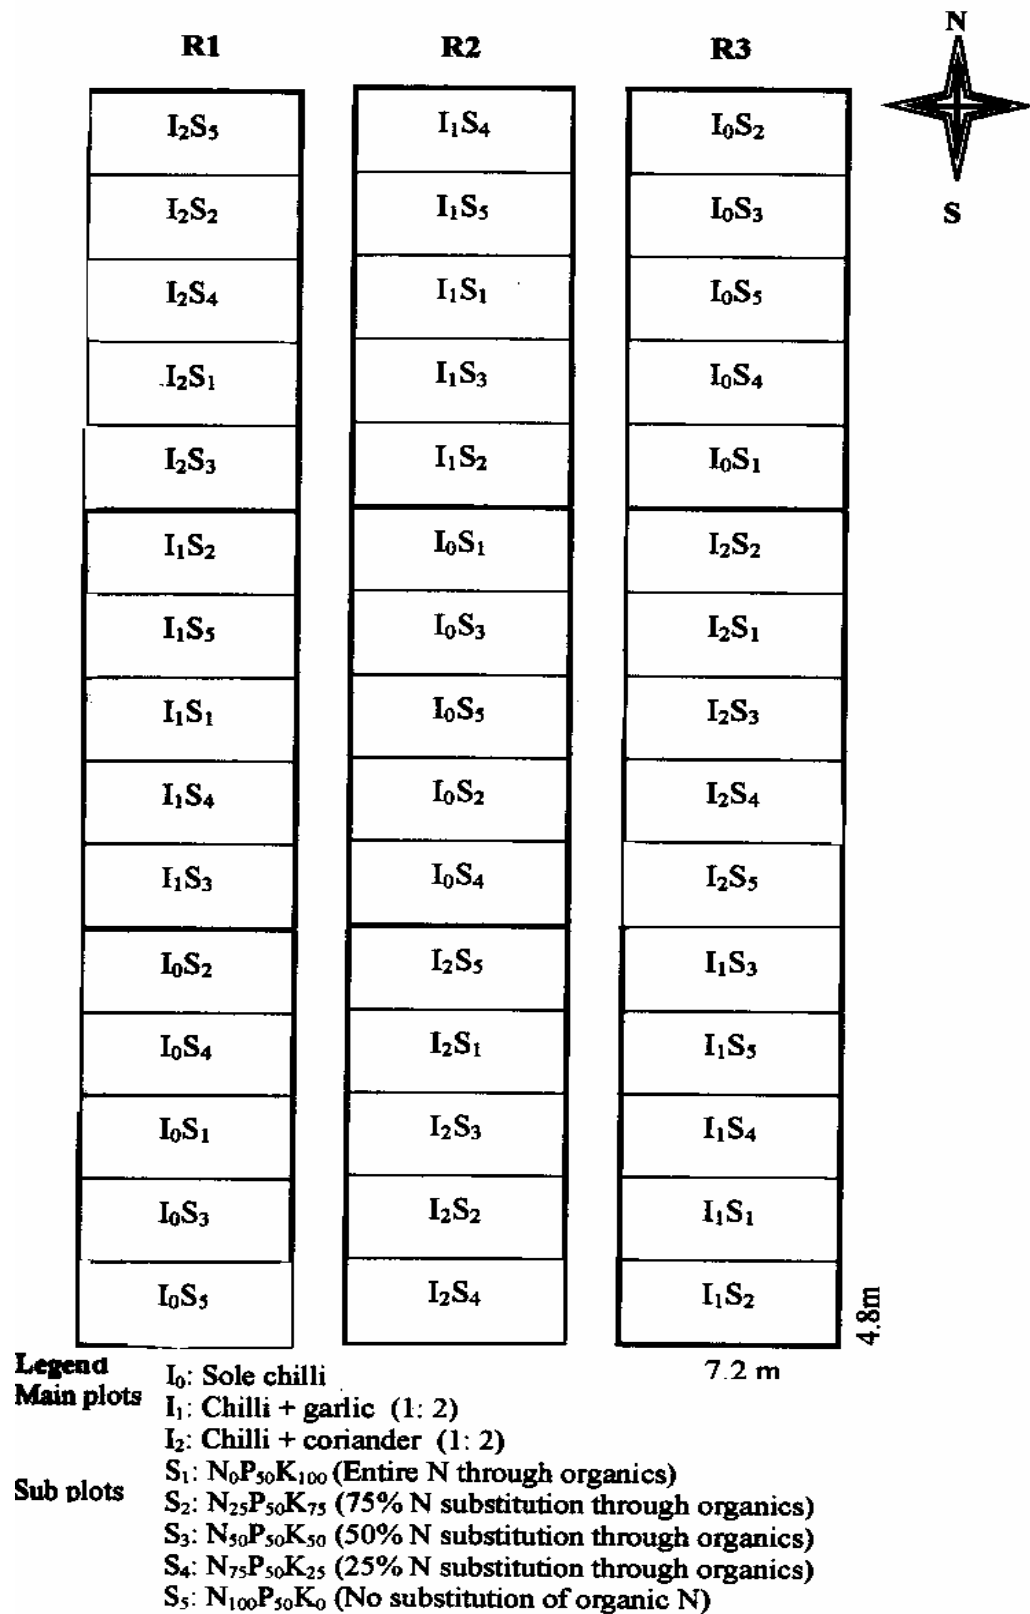 R1 R2 R3 N
I₂S₅ I₁S₄ I₀S₂
I₂S₂ I₁S₅ I₀S₃ S
I₂S₄ I₁S₁ I₀S₅
I₂S₁ I₁S₃ I₀S₄
I₂S₃ I₁S₂ I₀S₁
I₁S₂ I₀S₁ I₂S₂
I₁S₅ I₀S₃ I₂S₁
I₁S₁ I₀S₅ I₂S₃
I₁S₄ I₀S₂ I₂S₄
I₁S₃ I₀S₄ I₂S₅
I₀S₂ I₂S₅ I₁S₃
I₀S₄ I₂S₁ I₁S₅
I₀S₁ I₂S₃ I₁S₄
I₀S₃ I₂S₂ I₁S₁
I₀S₅ I₂S₄ I₁S₂ 4.8m
7.2 m
Legend
Main plots
I₀: Sole chilli
I₁: Chilli + garlic (1: 2)
I₂: Chilli + coriander (1: 2)
Sub plots
S₁: N₀P₅₀K₁₀₀ (Entire N through organics)
S₂: N₂₅P₅₀K₇₅ (75% N substitution through organics)
S₃: N₅₀P₅₀K₅₀ (50% N substitution through organics)
S₄: N₇₅P₅₀K₂₅ (25% N substitution through organics)
S₅: N₁₀₀P₅₀K₀ (No substitution of organic N)